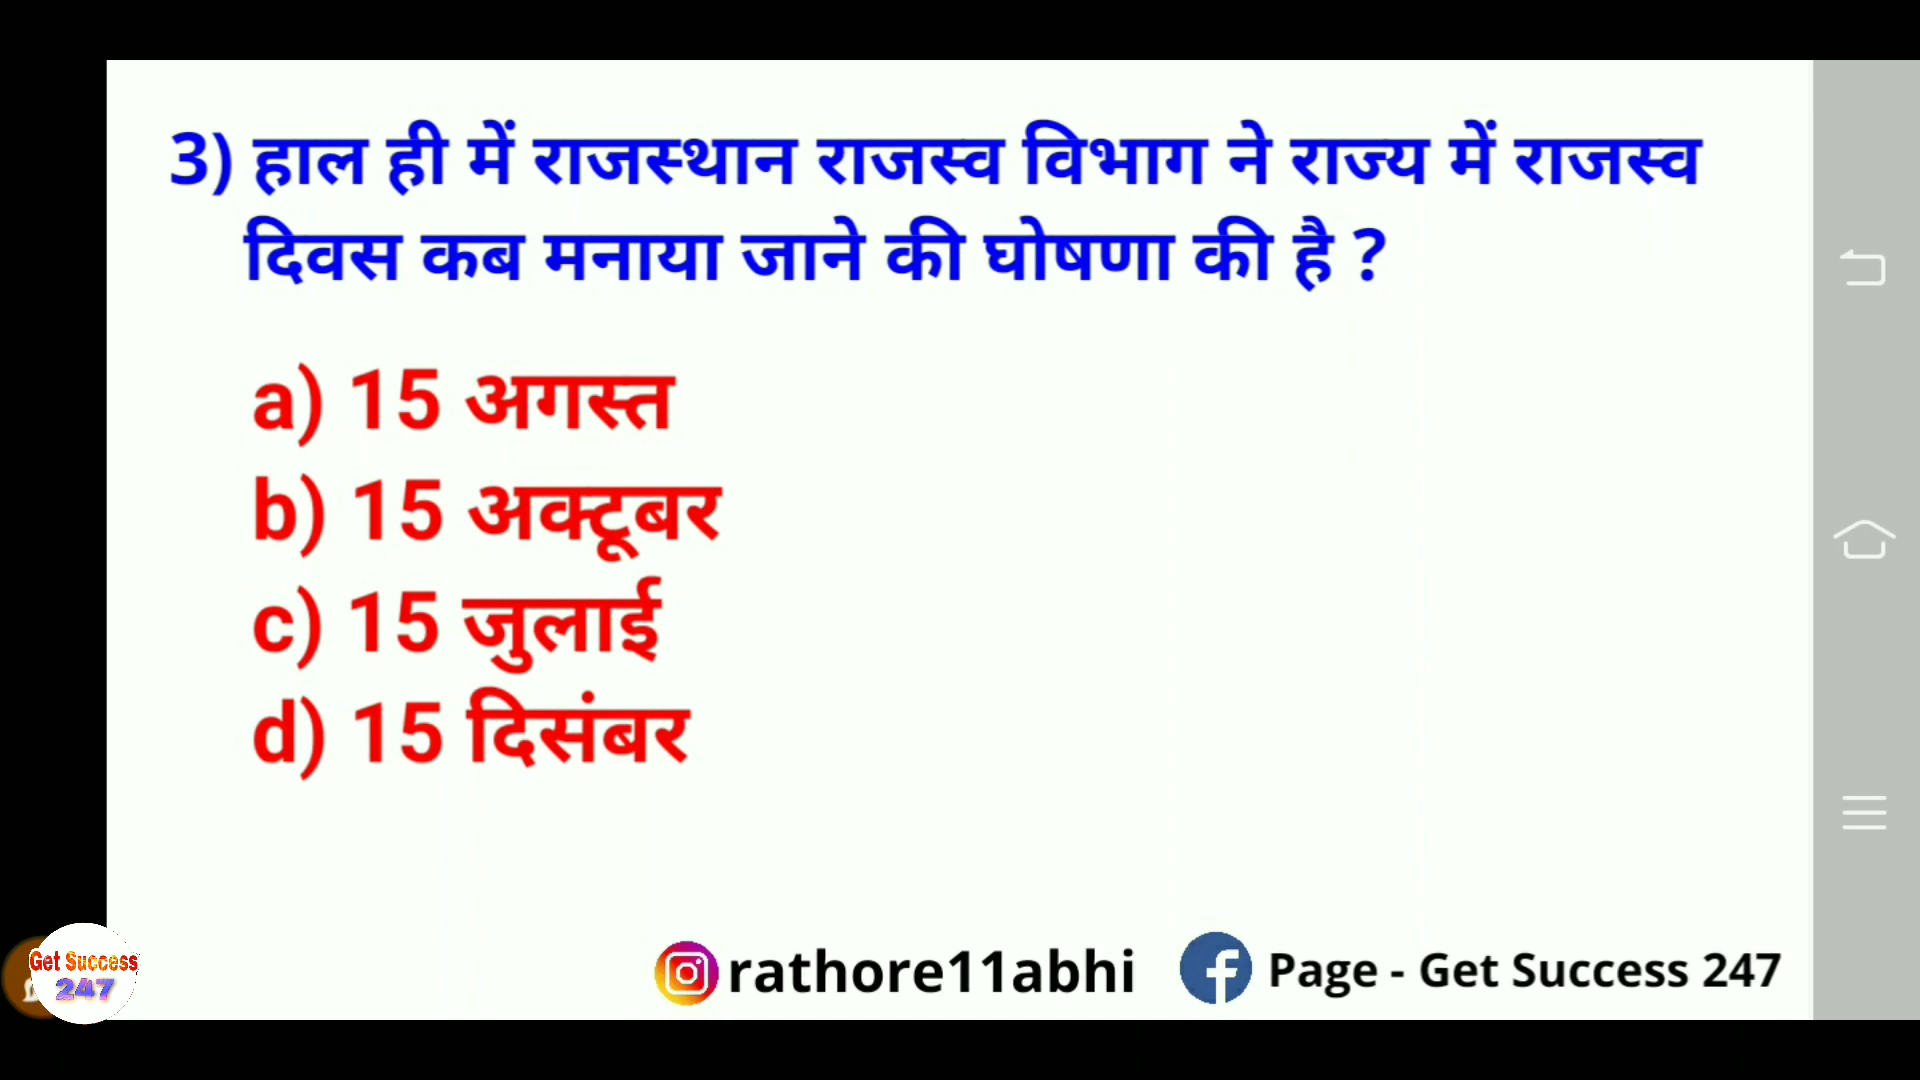 3) हाल ही में राजस्थान राजस्व विभाग ने राज्य में राजस्व
दिवस कब मनाया जाने की घोषणा की है ?
a) 15 अगस्त
b) 15 अक्टूबर
c) 15 जुलाई
d) 15 दिसंबर
Get Success
247
rathore11abhi
Page - Get Success 247